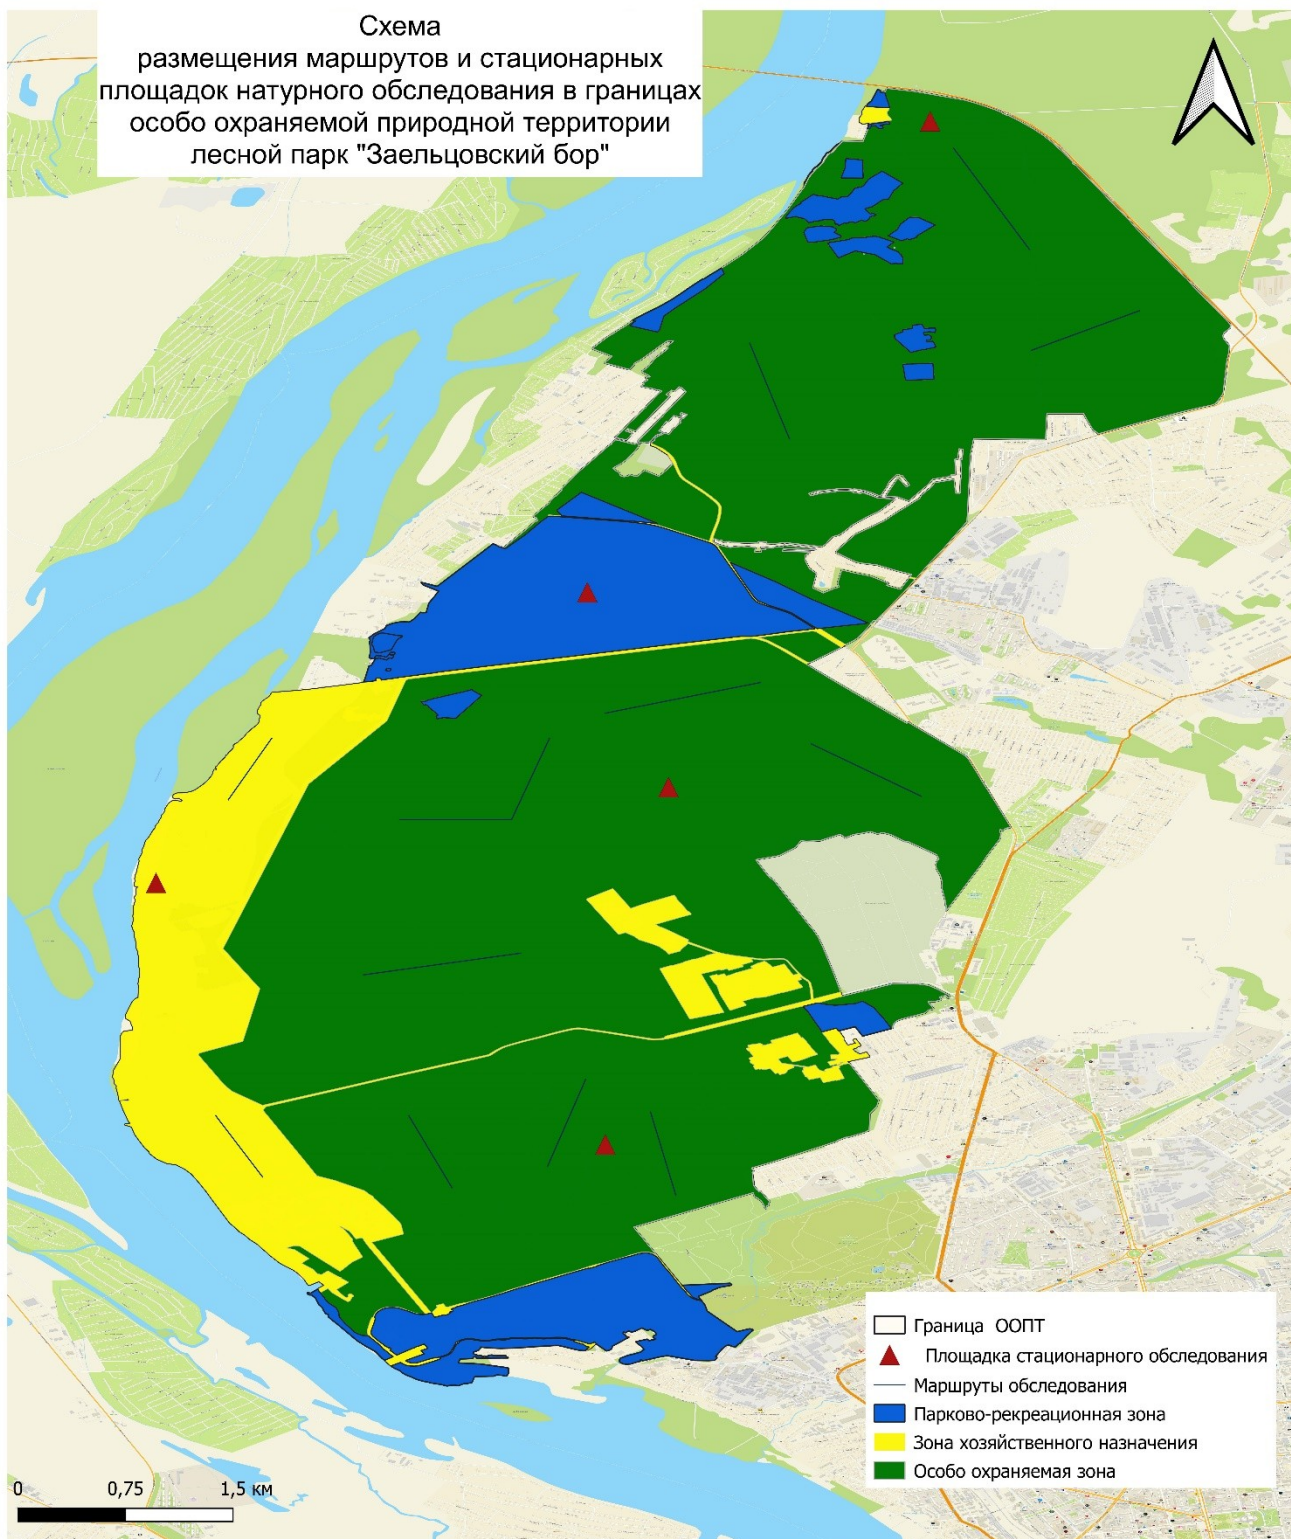 Схема
размещения маршрутов и стационарных
площадок натурного обследования в границах
особо охраняемой природной территории
лесной парк "Заельцовский бор"
Граница ООПТ
Площадка стационарного обследования
Маршруты обследования
Парково-рекреационная зона
Зона хозяйственного назначения
Особо охраняемая зона
0 0,75 1,5 км